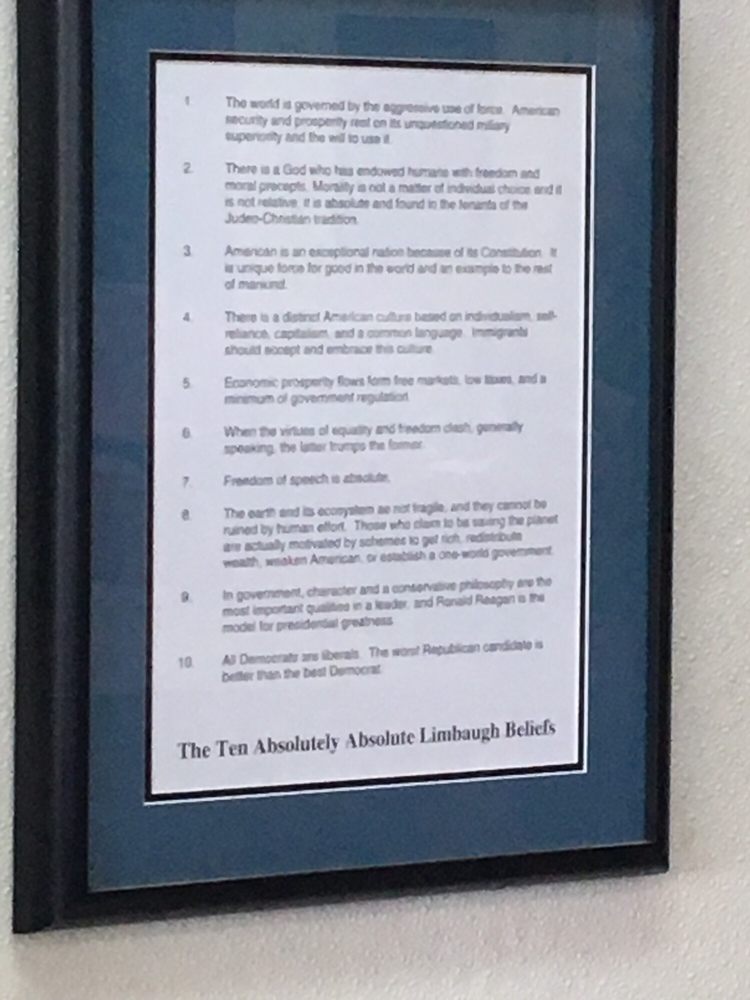 1. The world is governed by the aggressive use of force. American
security and prosperity rest on its unquestioned miliary
superiority and the will to use it.
2. There is a God who has endowed humans with freedom and
moral precepts. Morality is not a matter of individual choice and it
is not relative, it is absolute and found in the tenants of the
Judeo-Christian tradition.
3. American is an exceptional nation because of its Constitution. It
is unique force for good in the world and an example to the rest
of mankind.
4. There is a distinct American culture based on individualism, self-
reliance, capitalism, and a common language. Immigrants
should accept and embrace this culture.
5. Economic prosperity flows form free markets, low taxes, and a
minimum of government regulation.
6. When the virtues of equality and freedom clash, generally
speaking, the latter trumps the former.
7. Freedom of speech is absolute.
8. The earth and its ecosystem ae not fragile, and they cannot be
ruined by human effort. Those who claim to be saving the planet
are actually motivated by schemes to get rich, redistribute
wealth, weaken American, or establish a one-world government.
9. In government, character and a conservative philosophy are the
most important qualities in a leader, and Ronald Reagan is the
model for presidential greatness.
10. All Democrats are liberals. The worst Republican candidate is
better than the best Democrat.
The Ten Absolutely Absolute Limbaugh Beliefs